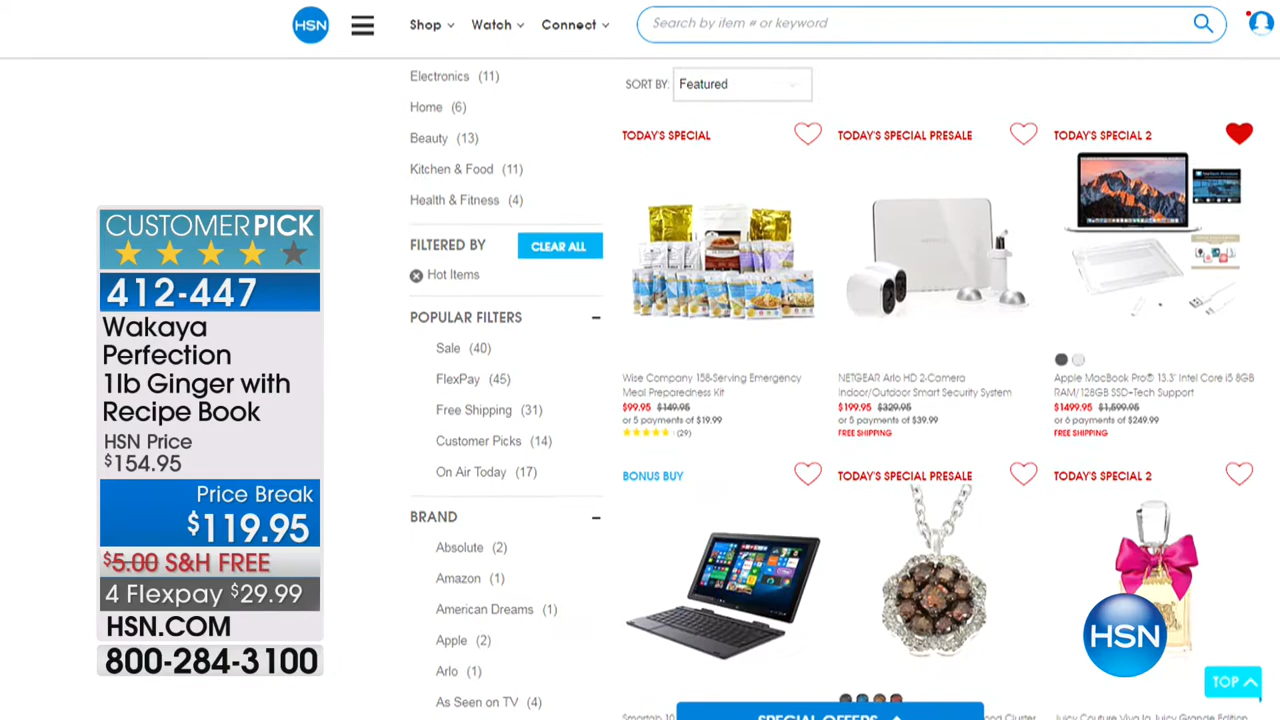 HSN
Shop
Watch
Connect
Search by item # or keyword
CUSTOMER PICK
412-447
Wakaya
Perfection
1lb Ginger with
Recipe Book
HSN Price
$154.95
Price Break
$119.95
$5.00 S&H FREE
4 Flexpay $29.99
HSN.COM
800-284-3100
Electronics (11)
Home (6)
Beauty (13)
Kitchen & Food (11)
Health & Fitness (4)
FILTERED BY
CLEAR ALL
Hot Items
POPULAR FILTERS
Sale (40)
FlexPay (45)
Free Shipping (31)
Customer Picks (14)
On Air Today (17)
BRAND
Absolute (2)
Amazon (1)
American Dreams (1)
Apple (2)
Arlo (1)
As Seen on TV (4)
SORT BY:
Featured
TODAY'S SPECIAL
Wise Company 158-Serving Emergency
Meal Preparedness Kit
$99.95 $149.95
or 5 payments of $19.99
(29)
TODAY'S SPECIAL PRESALE
NETGEAR Arlo HD 2-Camera
Indoor/Outdoor Smart Security System
$199.95 $329.95
or 5 payments of $39.99
FREE SHIPPING
TODAY'S SPECIAL 2
Apple MacBook Pro® 13.3" Intel Core i5 8GB
RAM/128GB SSD+Tech Support
$1499.95 $1,599.95
or 6 payments of $249.99
FREE SHIPPING
BONUS BUY
TODAY'S SPECIAL PRESALE
TODAY'S SPECIAL 2
HSN
TOP
SPECIAL OFFERS
Juicy Couture Viva la Juicy Grande Edition